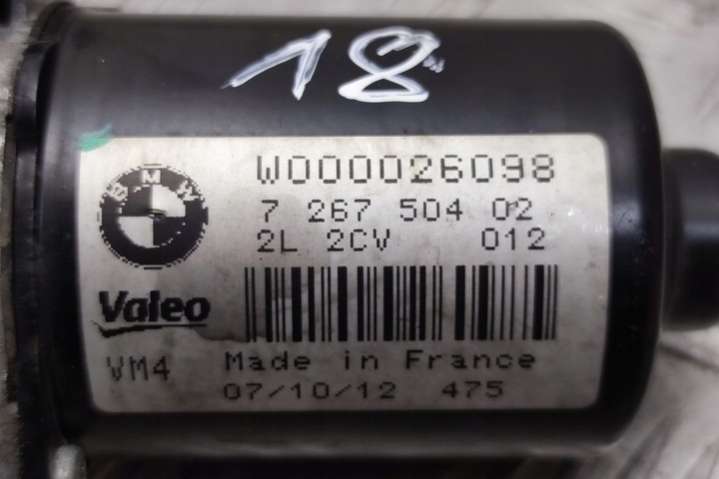 18
W000026098
7 267 504 02
2L 2CV 012
BMW
Valeo
VM4
Made in France
07/10/12 475